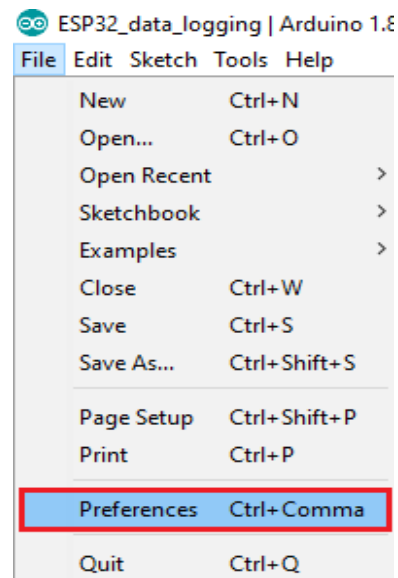 ESP32_data_logging | Arduino 1.8
File Edit Sketch Tools Help
New Ctrl+N
Open... Ctrl+O
Open Recent >
Sketchbook >
Examples >
Close Ctrl+W
Save Ctrl+S
Save As... Ctrl+Shift+S
Page Setup Ctrl+Shift+P
Print Ctrl+P
Preferences Ctrl+Comma
Quit Ctrl+Q